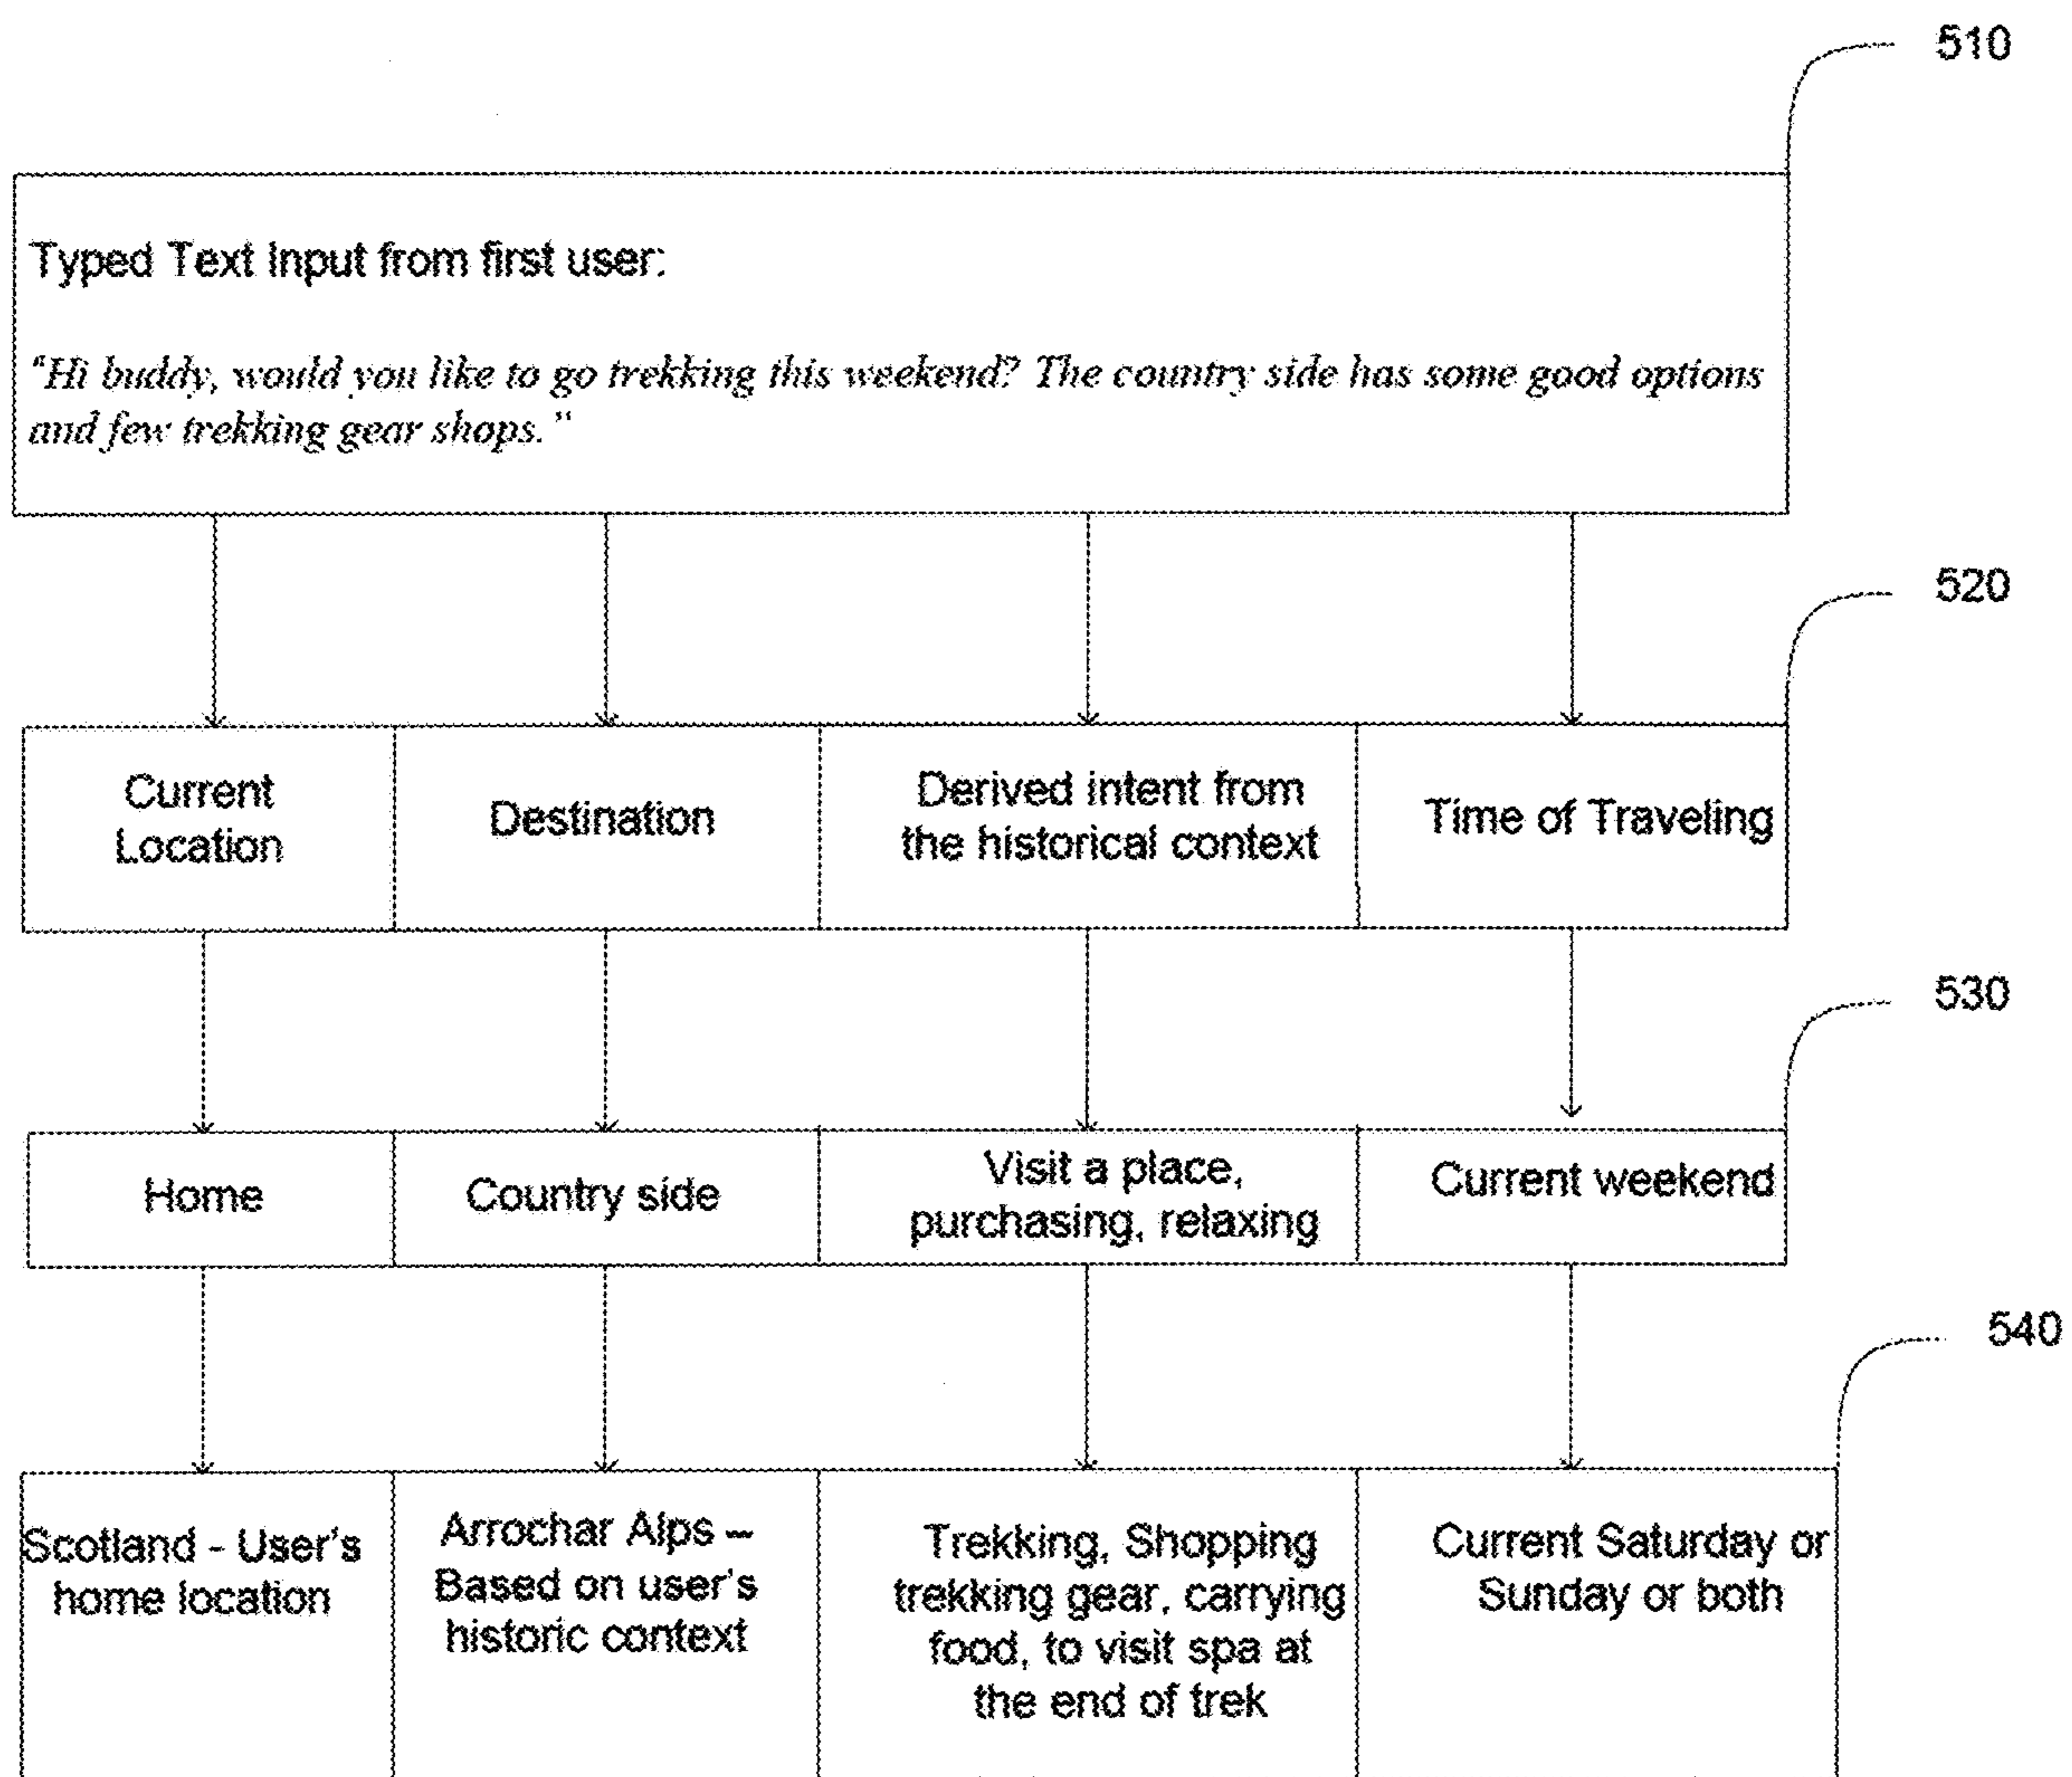 510
Typed Text Input from first user:
"Hi buddy, would you like to go trekking this weekend? The country side has some good options
and few trekking gear shops."
520
Current
Location
Destination
Derived intent from
the historical context
Time of Traveling
530
Home
Country side
Visit a place,
purchasing, relaxing
Current weekend
540
Scotland - User's
home location
Arrochar Alps –
Based on user's
historic context
Trekking, Shopping
trekking gear, carrying
food, to visit spa at
the end of trek
Current Saturday or
Sunday or both